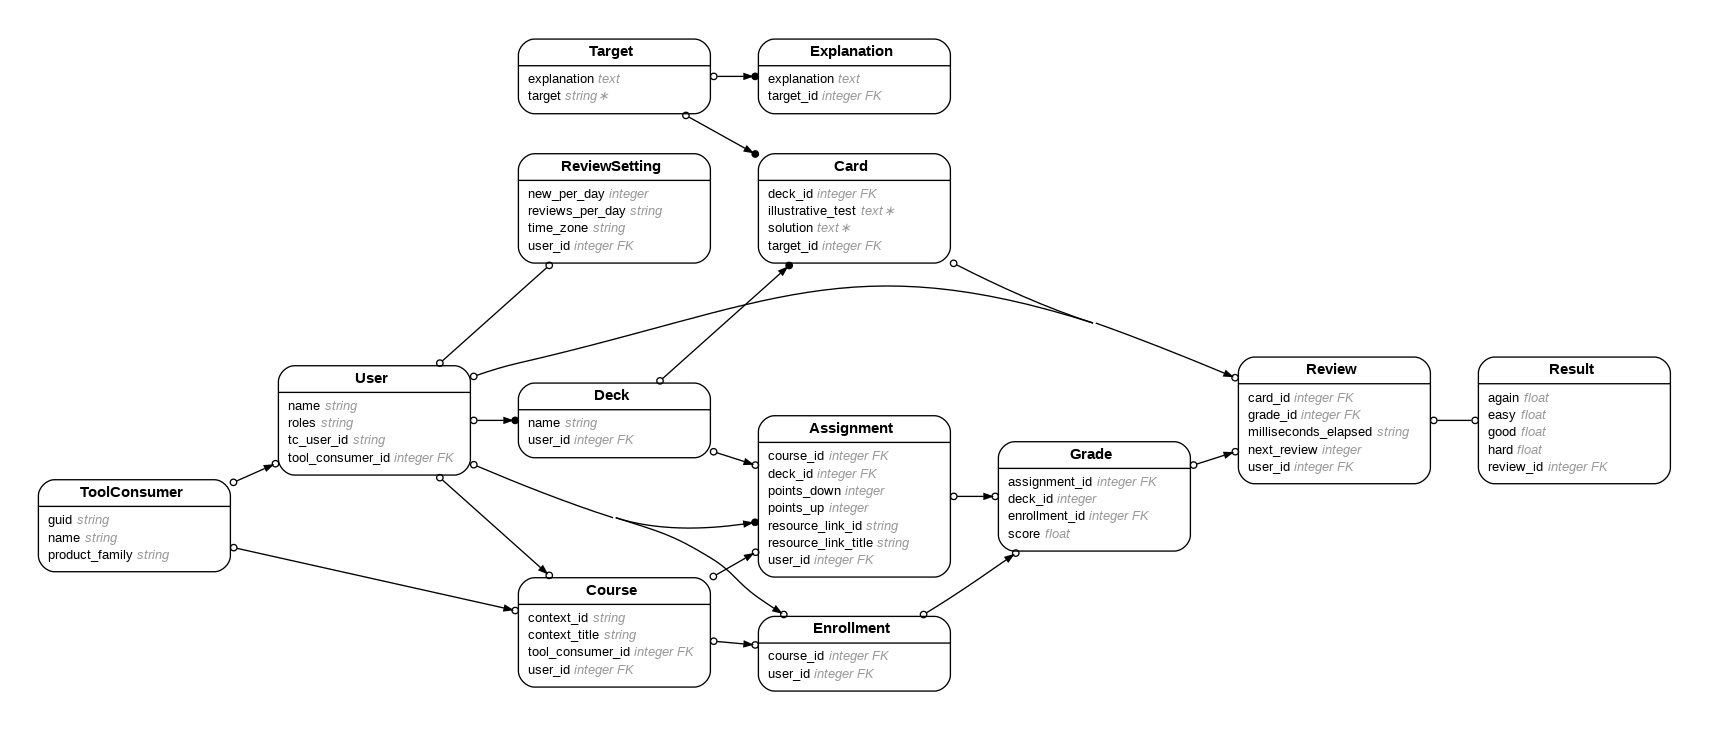 Target
explanation text
target string∗
Explanation
explanation text
target_id integer FK
ReviewSetting
new_per_day integer
reviews_per_day string
time_zone string
user_id integer FK
Card
deck_id integer FK
illustrative_test text∗
solution text∗
target_id integer FK
User
name string
roles string
tc_user_id string
tool_consumer_id integer FK
Deck
name string
user_id integer FK
Review
card_id integer FK
grade_id integer FK
milliseconds_elapsed string
next_review integer
user_id integer FK
Result
again float
easy float
good float
hard float
review_id integer FK
Assignment
course_id integer FK
deck_id integer FK
points_down integer
points_up integer
resource_link_id string
resource_link_title string
user_id integer FK
Grade
assignment_id integer FK
deck_id integer
enrollment_id integer FK
score float
ToolConsumer
guid string
name string
product_family string
Course
context_id string
context_title string
tool_consumer_id integer FK
user_id integer FK
Enrollment
course_id integer FK
user_id integer FK